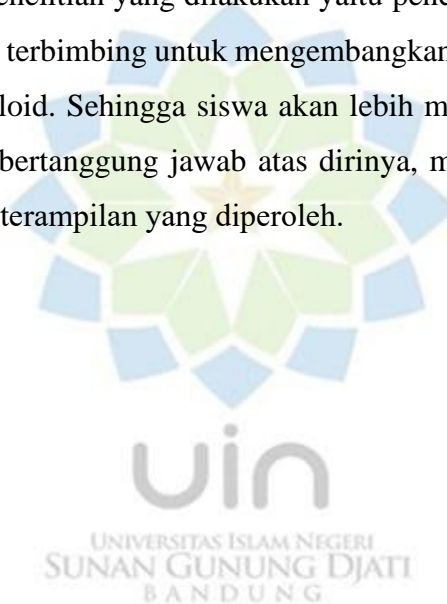 enelitian yang dilakukan yaitu pene
terbimbing untuk mengembangkan
loid. Sehingga siswa akan lebih m
bertanggung jawab atas dirinya, m
terampilan yang diperoleh.
uin
UNIVERSITAS ISLAM NEGERI
SUNAN GUNUNG DJATI
BANDUNG